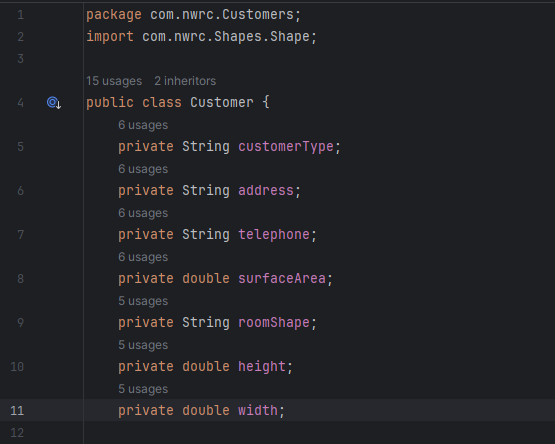 1 package com.nwrc.Customers;
2 import com.nwrc.Shapes.Shape;
3
15 usages 2 inheritors
4 public class Customer {
6 usages
5 private String customerType;
6 usages
6 private String address;
6 usages
7 private String telephone;
6 usages
8 private double surfaceArea;
5 usages
9 private String roomShape;
5 usages
10 private double height;
5 usages
11 private double width;
12